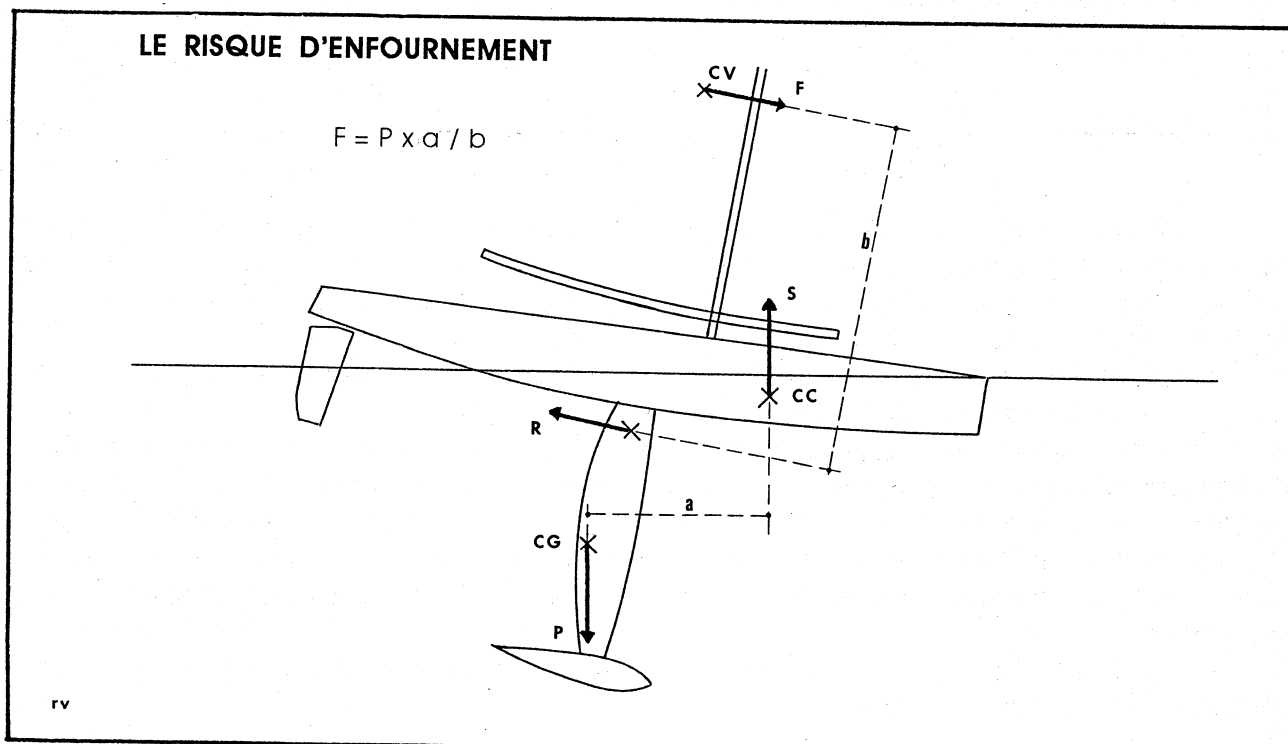 LE RISQUE D'ENFOURNEMENT
CV
F
F = P x a / b
b
S
CC
R
a
CG
P
rv